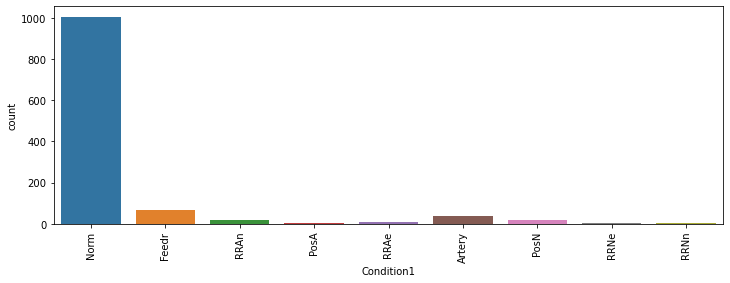 1000
800
600
400
200
0
count
Norm
Feedr
RRAn
PosA
RRAe
Artery
PosN
RRNe
RRNn
Condition1